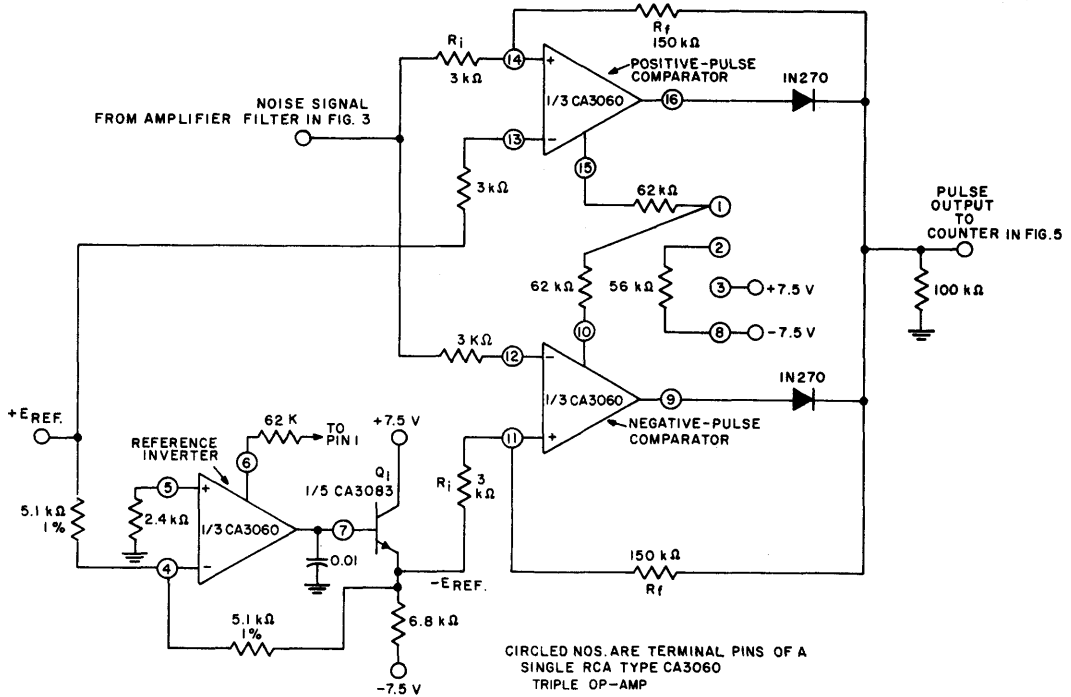 Rf
150 kΩ
Ri
3 kΩ
14
+
POSITIVE-PULSE
COMPARATOR
1/3 CA3060
16
IN270
NOISE SIGNAL
FROM AMPLIFIER FILTER IN FIG. 3
13
−
15
3 kΩ
62 kΩ
1
PULSE
OUTPUT
TO
COUNTER IN FIG.5
2
62 kΩ
56 kΩ
3
+7.5 V
100 kΩ
10
8
−7.5 V
3 kΩ
12
−
1/3 CA3060
9
IN270
NEGATIVE-PULSE
COMPARATOR
11
+
+EREF.
62 K
TO
PIN I
+7.5 V
REFERENCE
INVERTER
6
Q1
1/5 CA3083
Ri
3
kΩ
5
+
5.1 kΩ
1%
2.4 kΩ
1/3 CA3060
7
4
−
0.01
−EREF.
150 kΩ
Rf
5.1 kΩ
1%
6.8 kΩ
−7.5 V
CIRCLED NOS. ARE TERMINAL PINS OF A
SINGLE RCA TYPE CA3060
TRIPLE OP-AMP